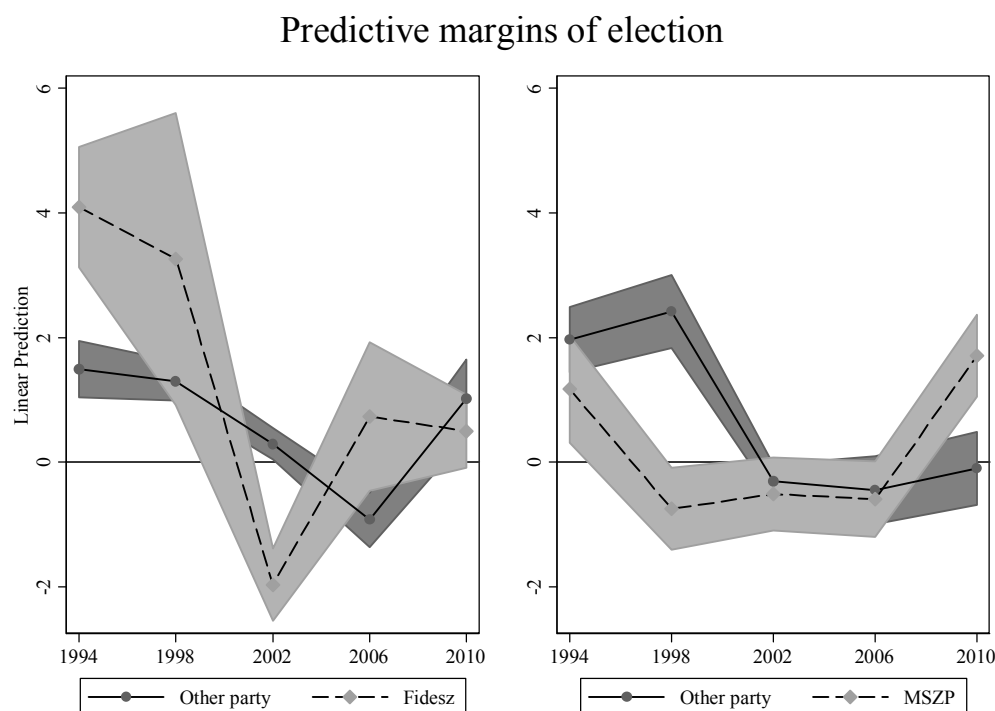 Predictive margins of election
Linear Prediction
6
4
2
0
-2
1994 1998 2002 2006 2010
Other party Fidesz
6
4
2
0
-2
1994 1998 2002 2006 2010
Other party MSZP